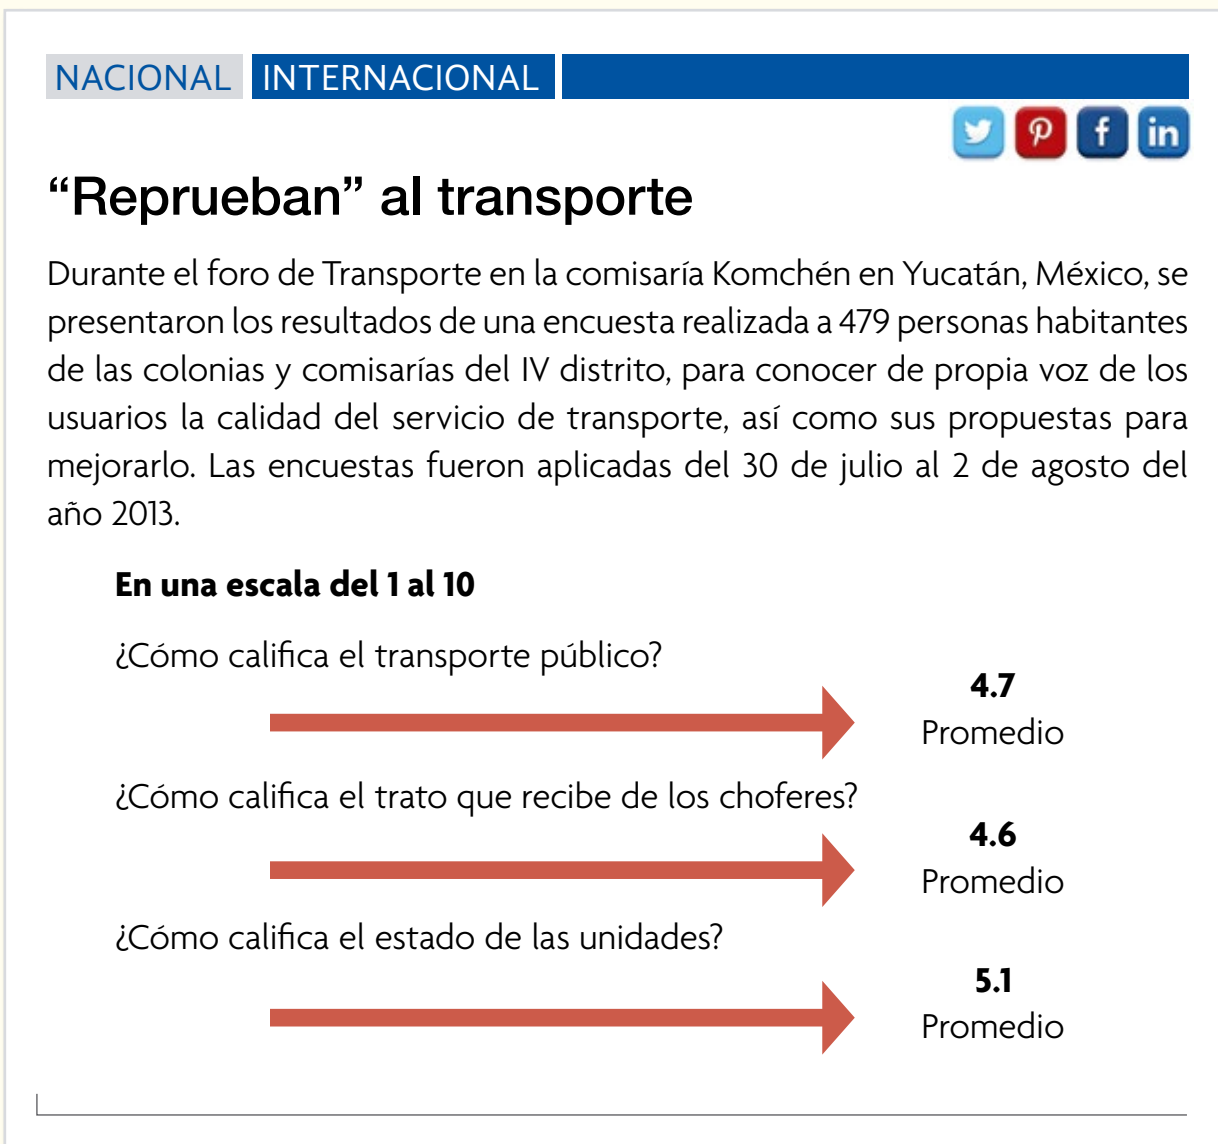 NACIONAL INTERNACIONAL
“Reprueban” al transporte
Durante el foro de Transporte en la comisaría Komchén en Yucatán, México, se
presentaron los resultados de una encuesta realizada a 479 personas habitantes
de las colonias y comisarías del IV distrito, para conocer de propia voz de los
usuarios la calidad del servicio de transporte, así como sus propuestas para
mejorarlo. Las encuestas fueron aplicadas del 30 de julio al 2 de agosto del
año 2013.
En una escala del 1 al 10
¿Cómo califica el transporte público?
4.7
Promedio
¿Cómo califica el trato que recibe de los choferes?
4.6
Promedio
¿Cómo califica el estado de las unidades?
5.1
Promedio